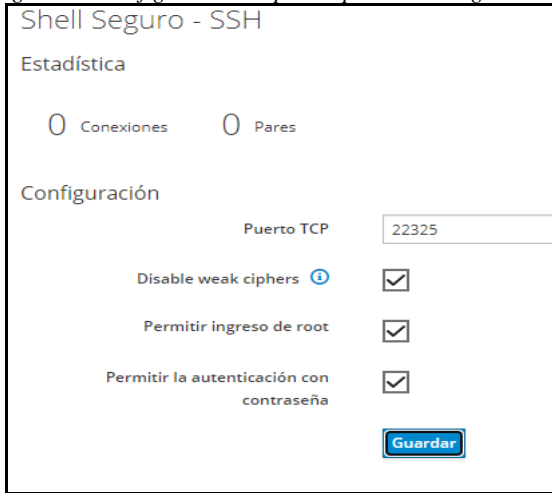 Shell Seguro - SSH
Estadística
0 Conexiones 0 Pares
Configuración
Puerto TCP 22325
Disable weak ciphers
Permitir ingreso de root
Permitir la autenticación con
contraseña
Guardar